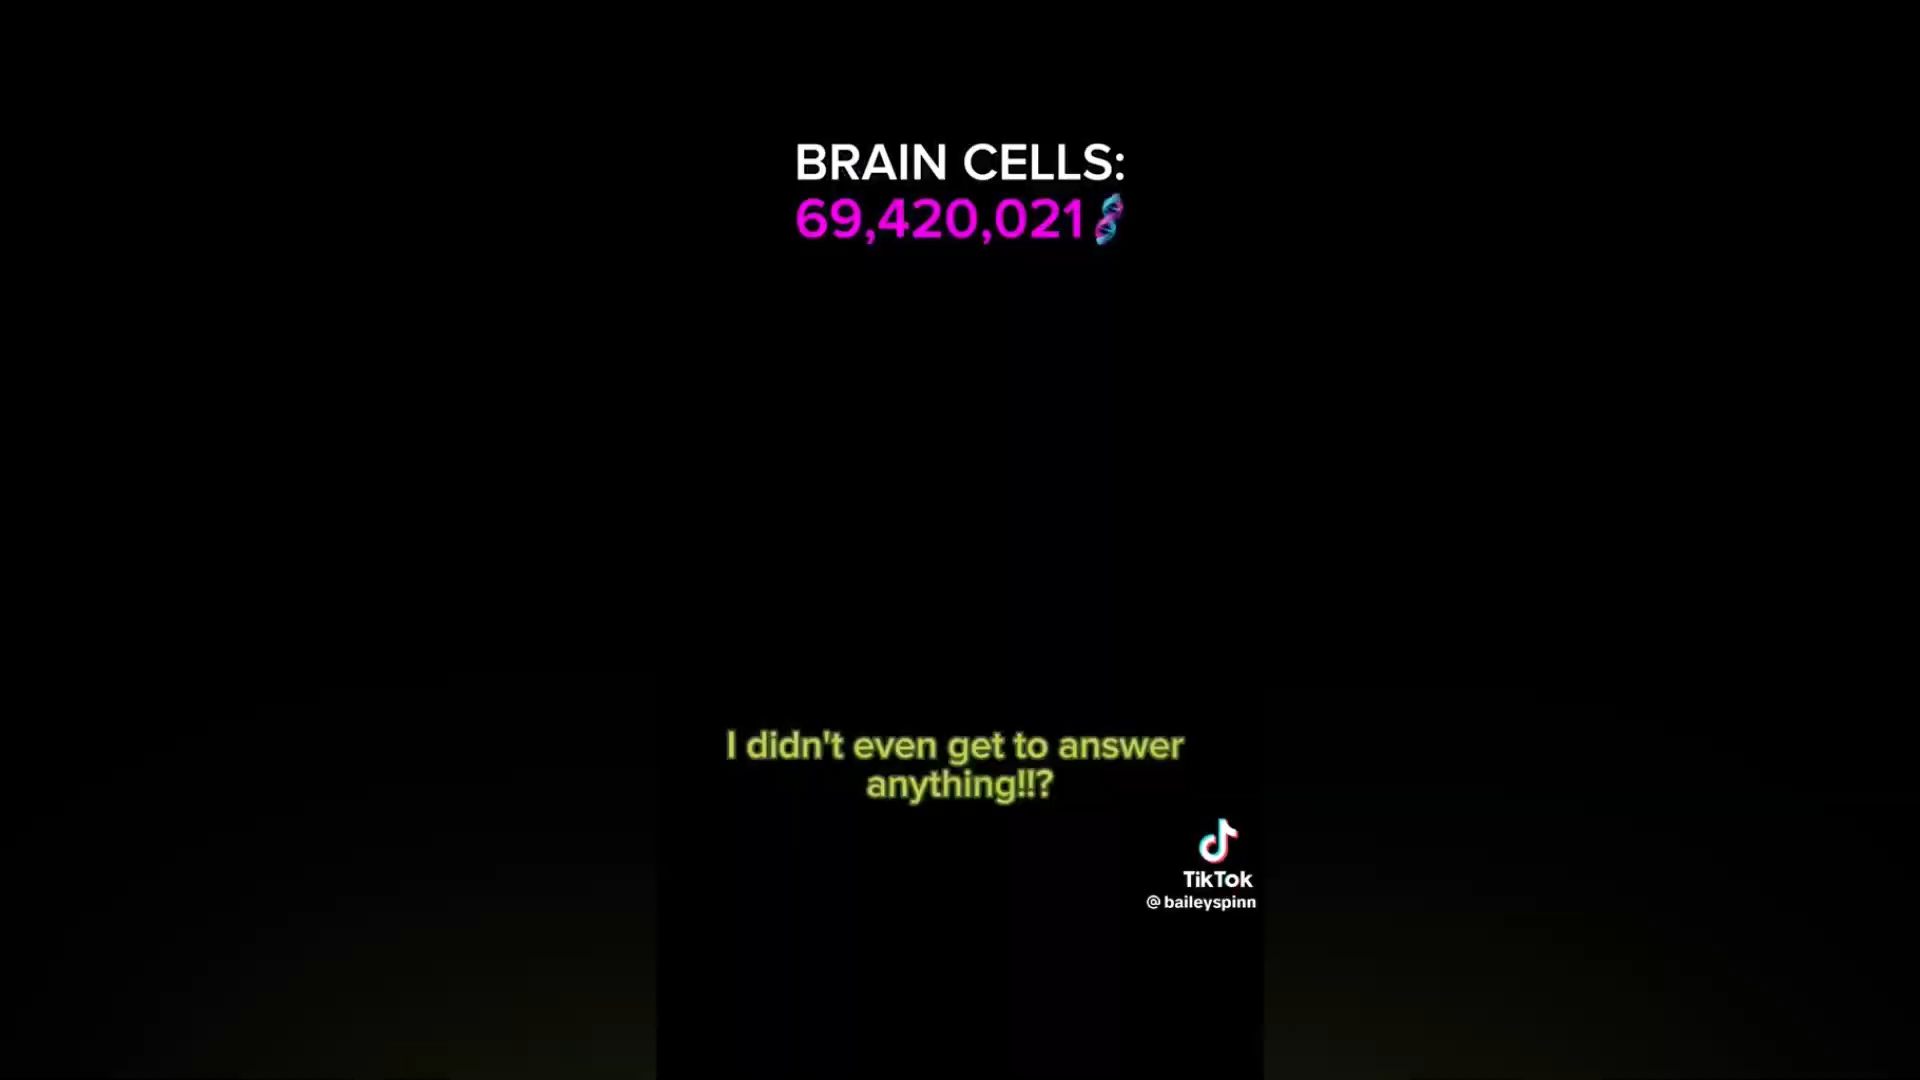 BRAIN CELLS:
69,420,021🧬
I didn't even get to answer
anything!!?
TikTok
@baileyspinn